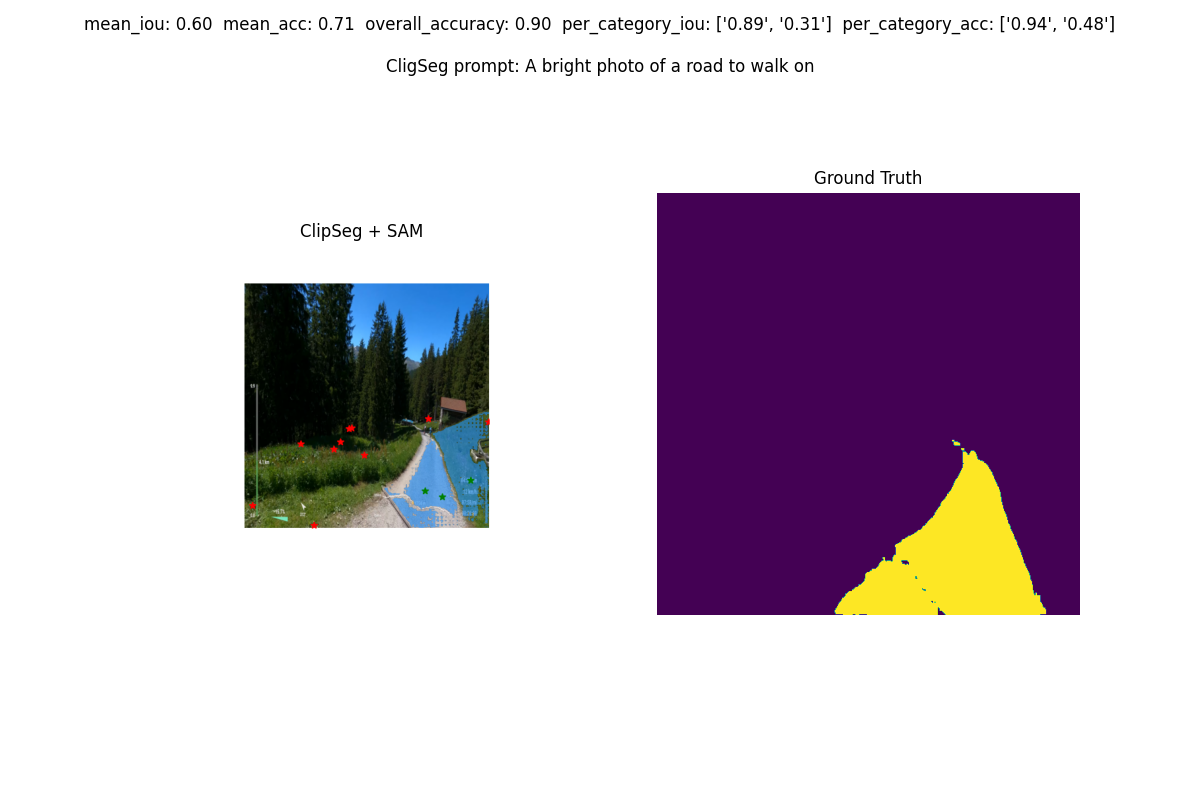 mean_iou: 0.60 mean_acc: 0.71 overall_accuracy: 0.90 per_category_iou: ['0.89', '0.31'] per_category_acc: ['0.94', '0.48']
CligSeg prompt: A bright photo of a road to walk on
Ground Truth
ClipSeg + SAM